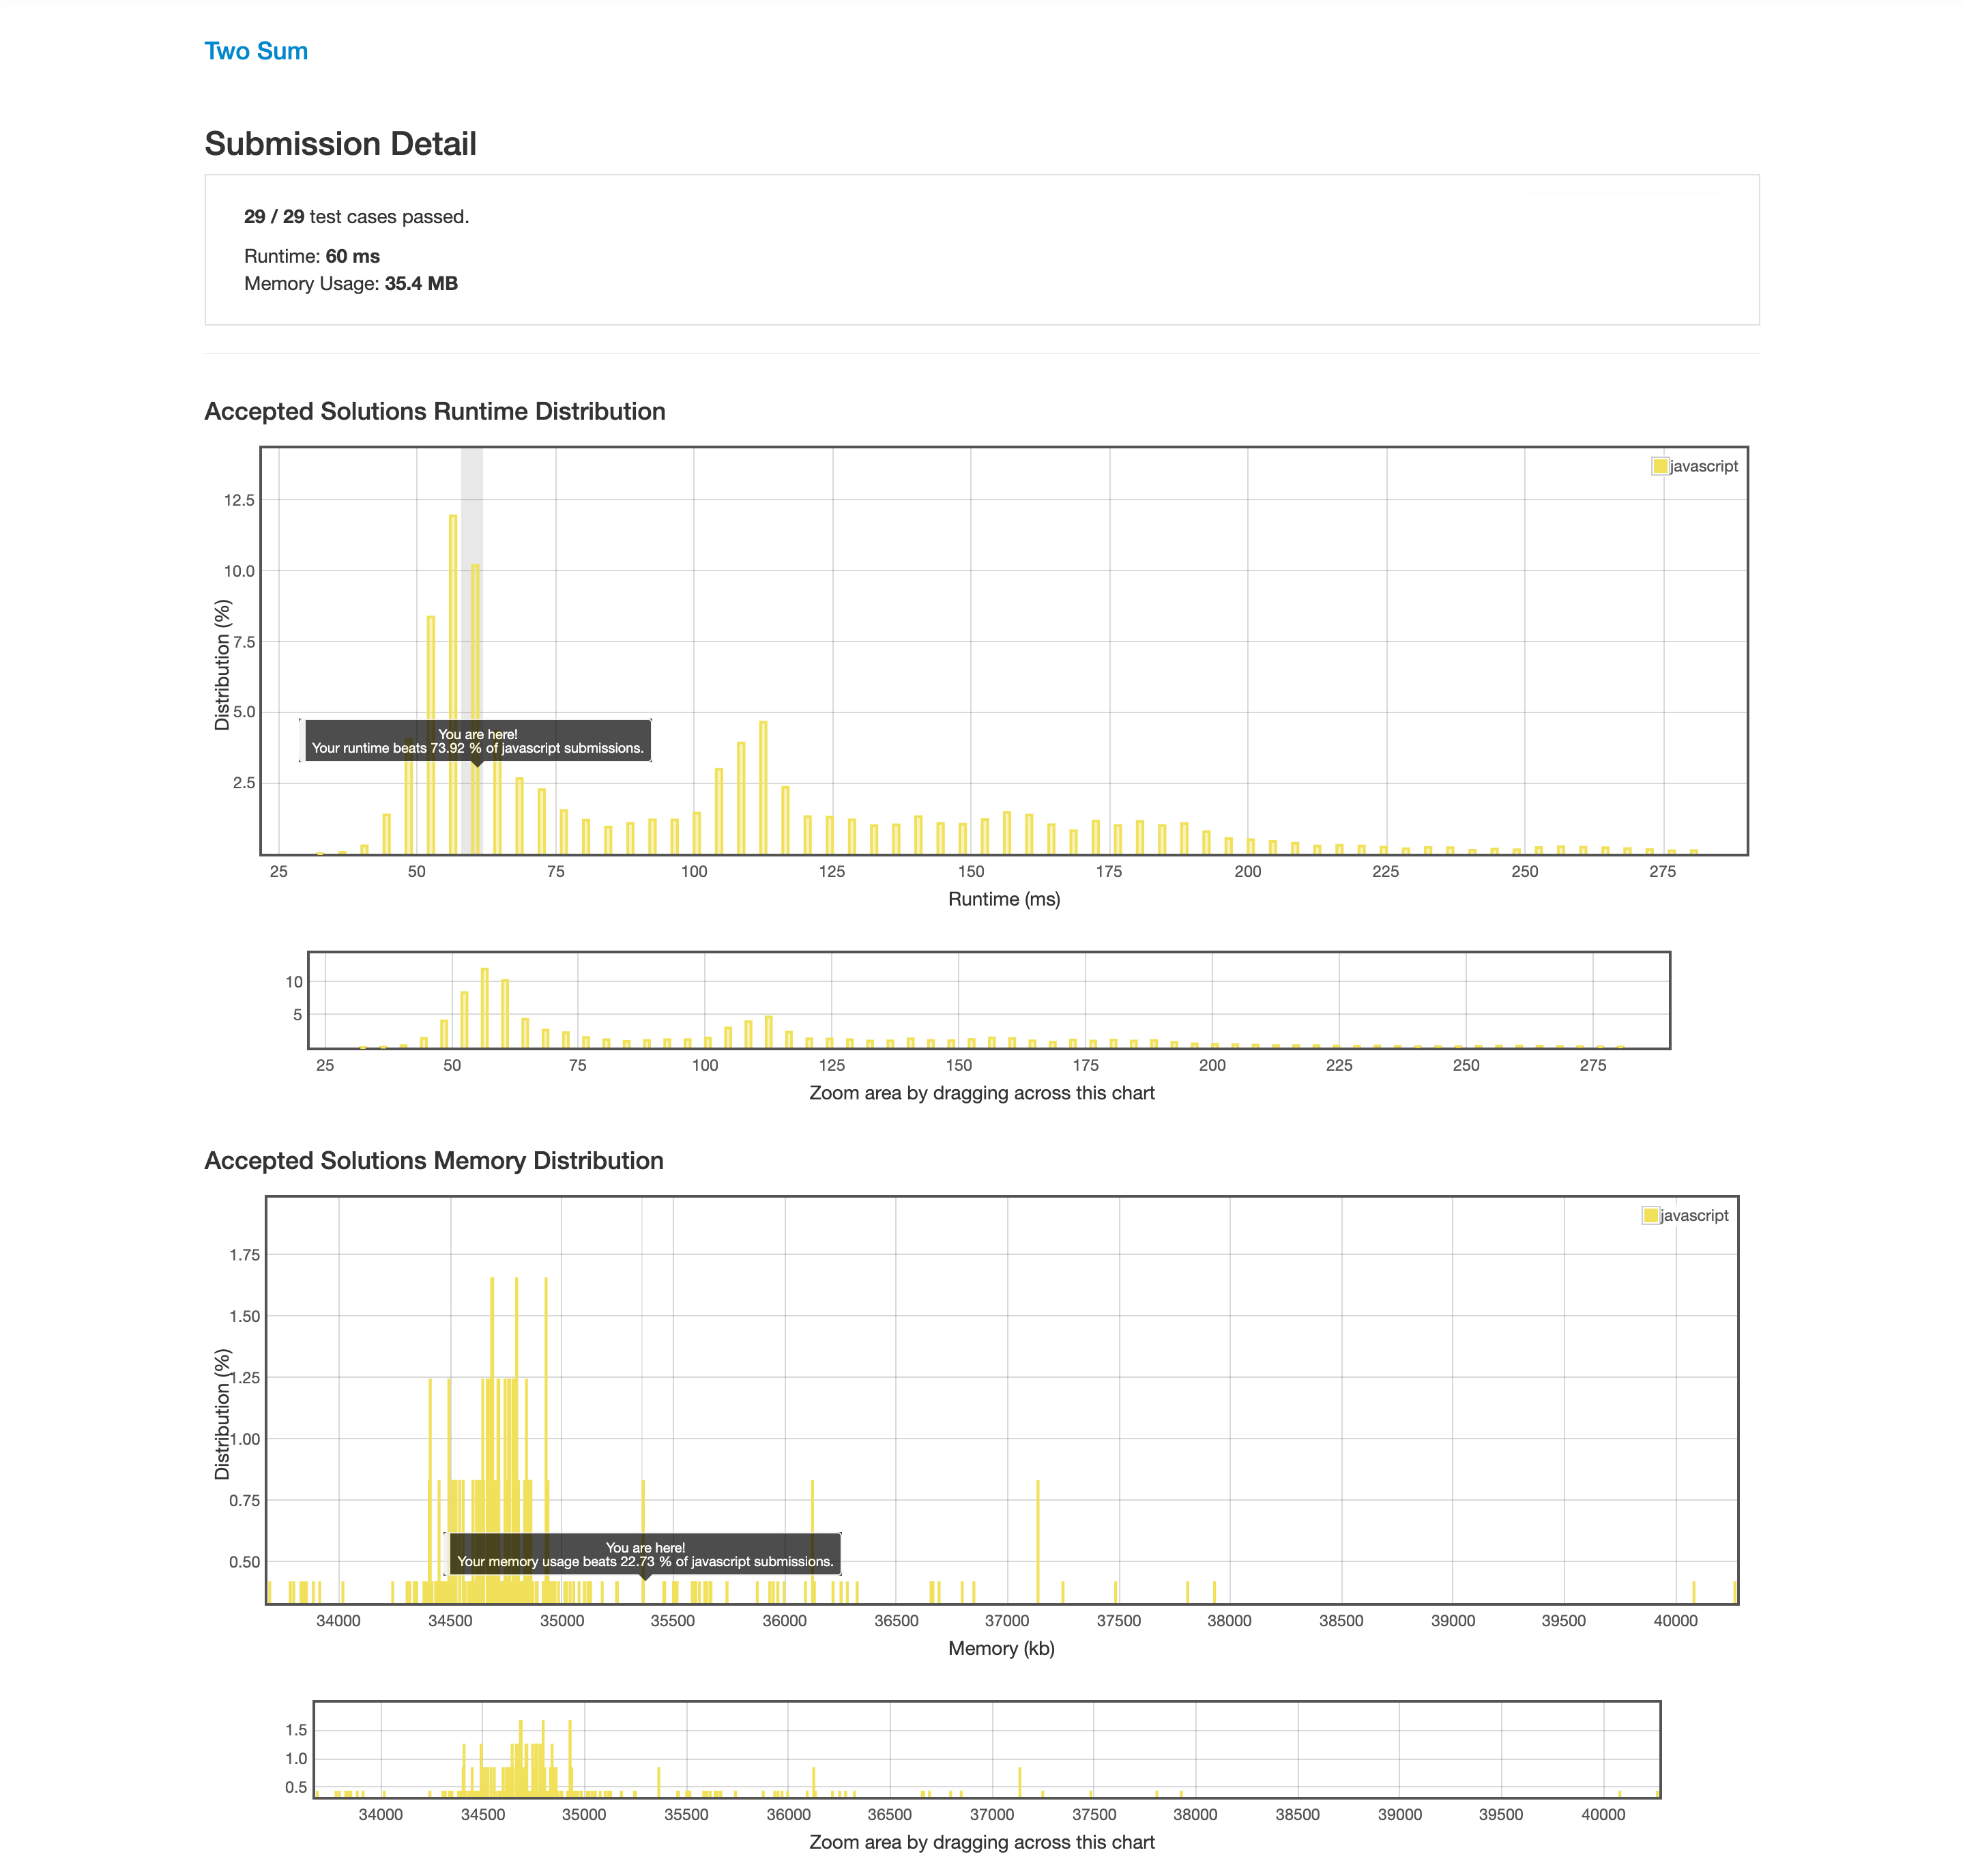 Two Sum
Submission Detail
29 / 29 test cases passed.
Runtime: 60 ms
Memory Usage: 35.4 MB
Accepted Solutions Runtime Distribution
javascript
12.5
10.0
7.5
5.0
2.5
Distribution (%)
You are here!
Your runtime beats 73.92 % of javascript submissions.
25 50 75 100 125 150 175 200 225 250 275
Runtime (ms)
10
5
25 50 75 100 125 150 175 200 225 250 275
Zoom area by dragging across this chart
Accepted Solutions Memory Distribution
javascript
1.75
1.50
1.25
1.00
0.75
0.50
Distribution (%)
You are here!
Your memory usage beats 22.73 % of javascript submissions.
34000 34500 35000 35500 36000 36500 37000 37500 38000 38500 39000 39500 40000
Memory (kb)
1.5
1.0
0.5
34000 34500 35000 35500 36000 36500 37000 37500 38000 38500 39000 39500 40000
Zoom area by dragging across this chart